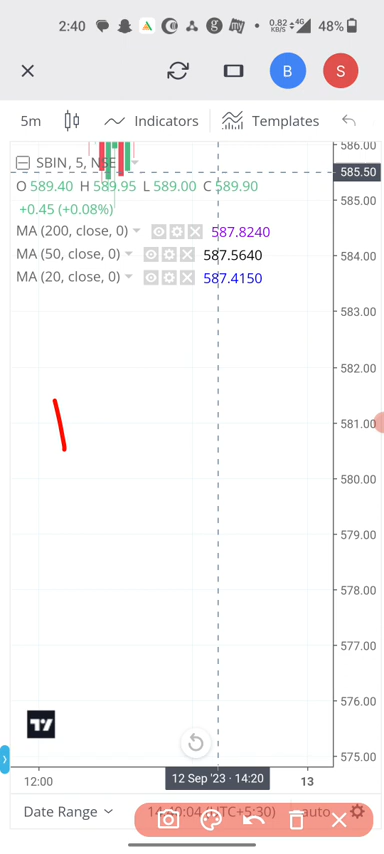 2:40 0.82 KB/S 4G 48%
B S
5m Indicators Templates
586.00
SBIN, 5, NSE
585.50
O 589.40 H 589.95 L 589.00 C 589.90
585.00
+0.45 (+0.08%)
MA (200, close, 0) 587.8240
MA (50, close, 0) 587.5640
584.00
MA (20, close, 0) 587.4150
583.00
582.00
581.00
580.00
579.00
578.00
577.00
576.00
575.00
12:00 12 Sep '23 · 14:20 13
Date Range (UTC+5:30) auto